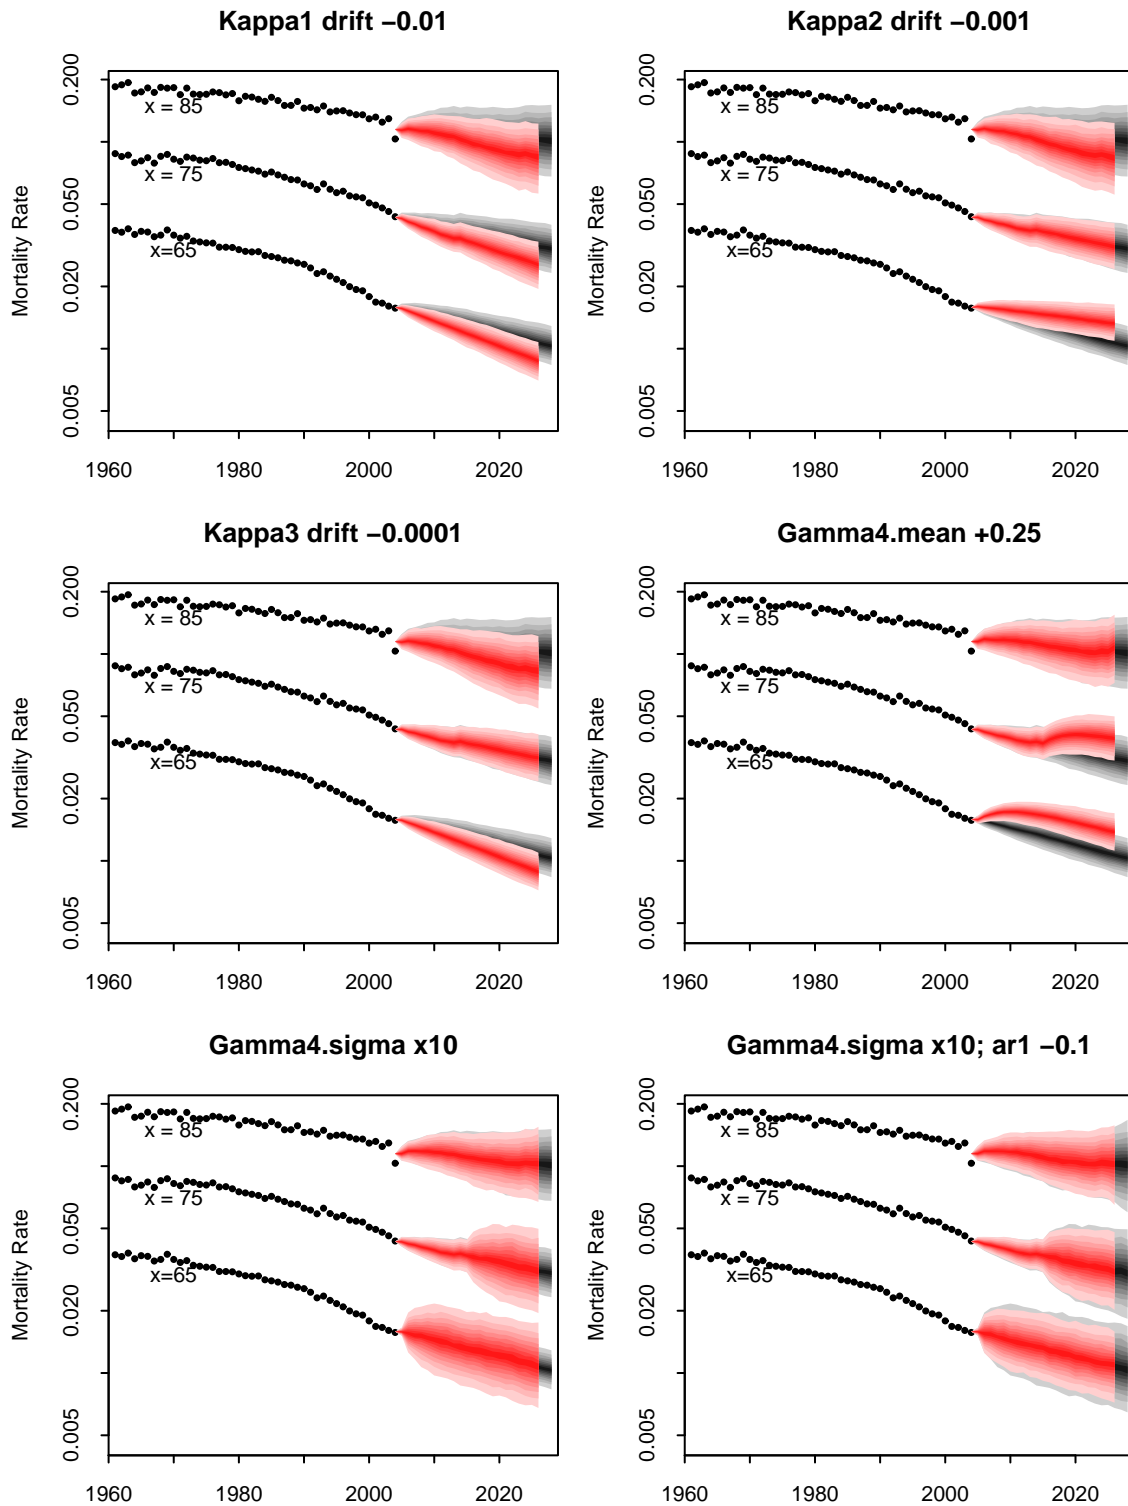 Kappa1 drift −0.01
Mortality Rate
0.005 0.020 0.050 0.200
x = 85
x = 75
x=65
1960 1980 2000 2020
Kappa2 drift −0.001
Mortality Rate
0.005 0.020 0.050 0.200
x = 85
x = 75
x=65
1960 1980 2000 2020
Kappa3 drift −0.0001
Mortality Rate
0.005 0.020 0.050 0.200
x = 85
x = 75
x=65
1960 1980 2000 2020
Gamma4.mean +0.25
Mortality Rate
0.005 0.020 0.050 0.200
x = 85
x = 75
x=65
1960 1980 2000 2020
Gamma4.sigma x10
Mortality Rate
0.005 0.020 0.050 0.200
x = 85
x = 75
x=65
1960 1980 2000 2020
Gamma4.sigma x10; ar1 −0.1
Mortality Rate
0.005 0.020 0.050 0.200
x = 85
x = 75
x=65
1960 1980 2000 2020